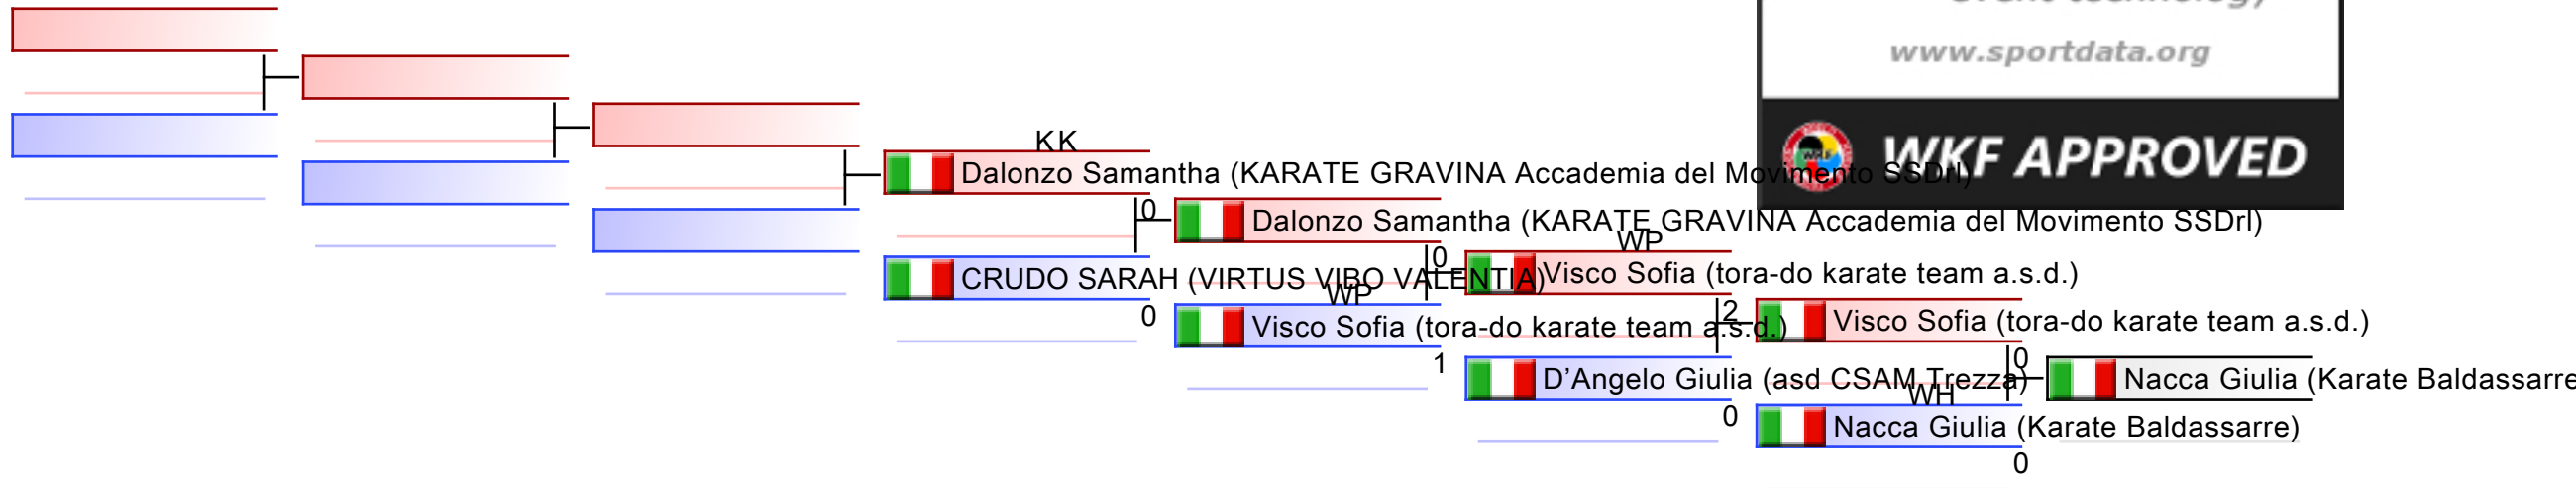 event technology
www.sportdata.org
WKF APPROVED
KK
Dalonzo Samantha (KARATE GRAVINA Accademia del Movimento SSDrl)
0
Dalonzo Samantha (KARATE GRAVINA Accademia del Movimento SSDrl)
WP
0
Visco Sofia (tora-do karate team a.s.d.)
CRUDO SARAH (VIRTUS VIBO VALENTIA)
WP
0
2
Visco Sofia (tora-do karate team a.s.d.)
Visco Sofia (tora-do karate team a.s.d.)
1
0
D’Angelo Giulia (asd CSAM Trezza)
Nacca Giulia (Karate Baldassarre
WH
0
Nacca Giulia (Karate Baldassarre)
0